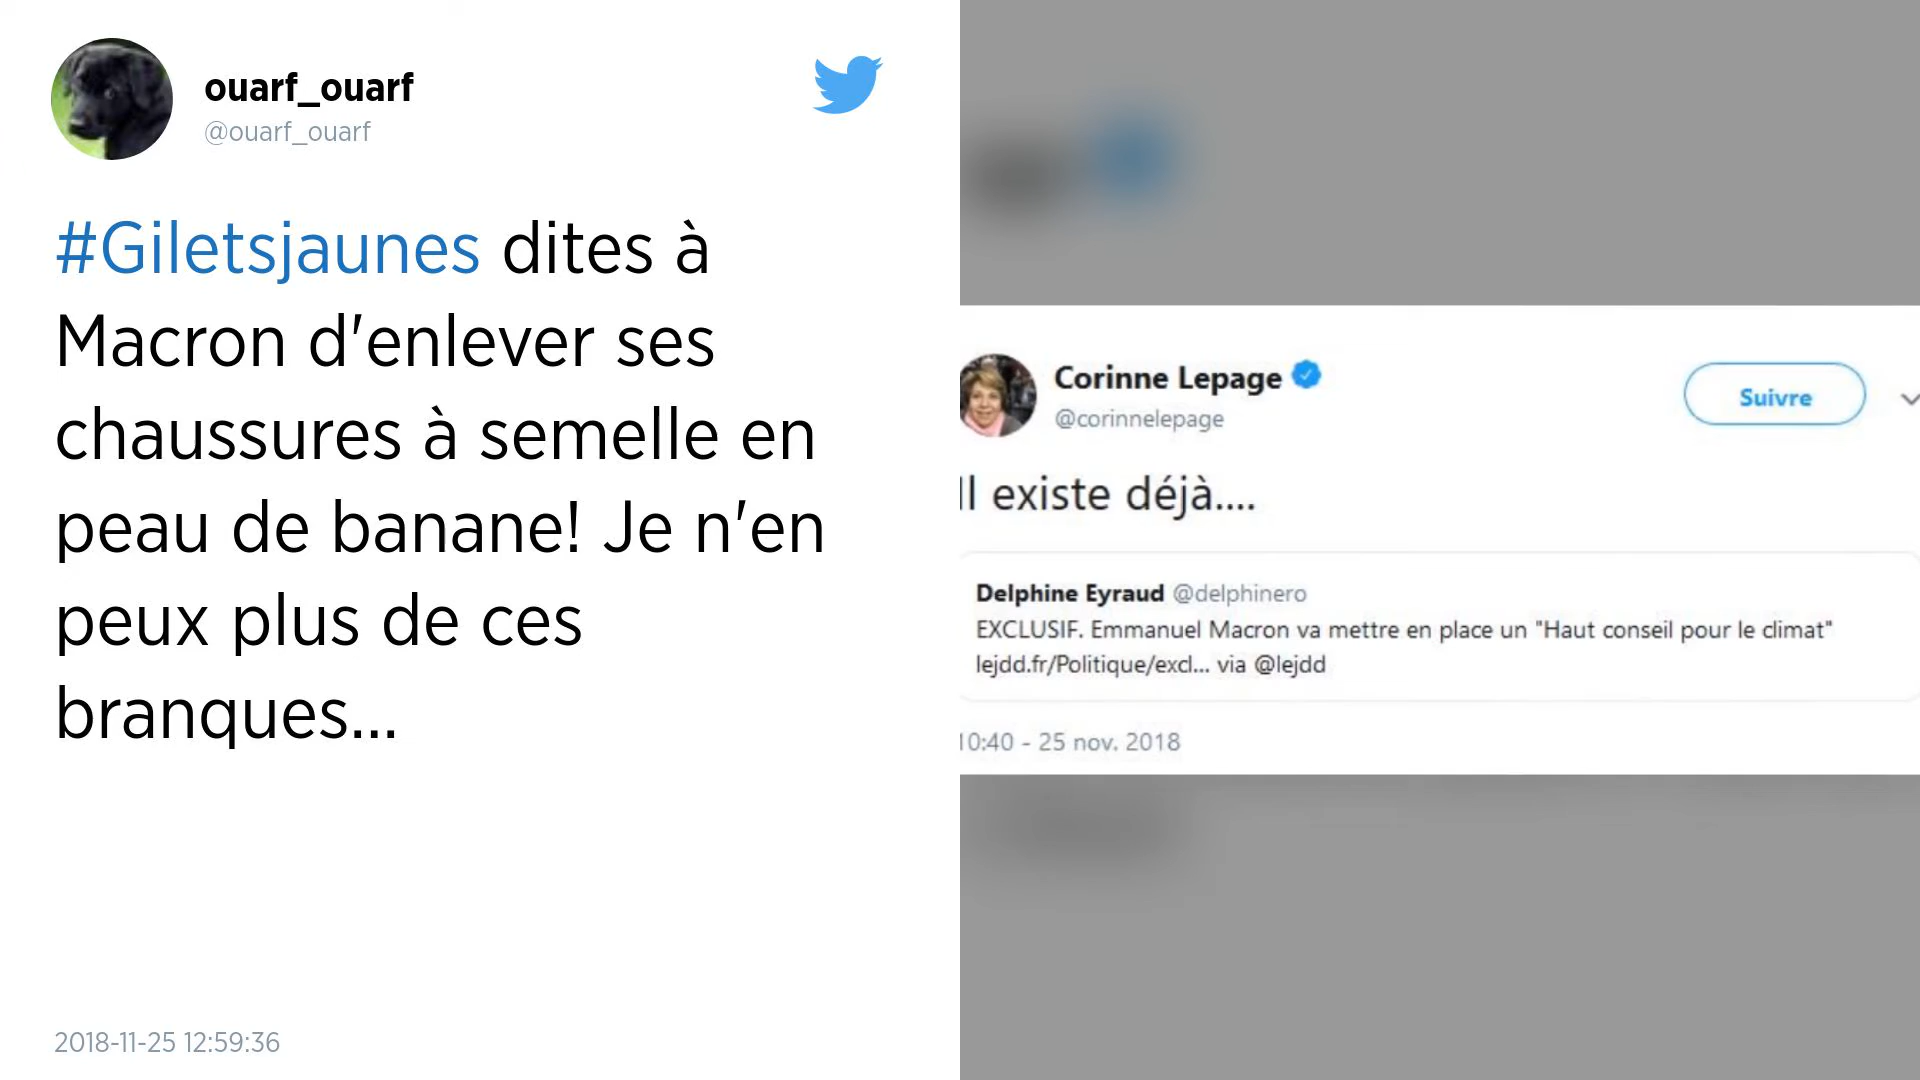 ouarf_ouarf
@ouarf_ouarf
#Giletsjaunes dites à
Macron d'enlever ses
chaussures à semelle en
peau de banane! Je n'en
peux plus de ces
branques...
2018-11-25 12:59:36
Corinne Lepage
@corinnelepage
Suivre
Il existe déjà....
Delphine Eyraud @delphinero
EXCLUSIF. Emmanuel Macron va mettre en place un "Haut conseil pour le climat"
lejdd.fr/Politique/excl... via @lejdd
10:40 - 25 nov. 2018